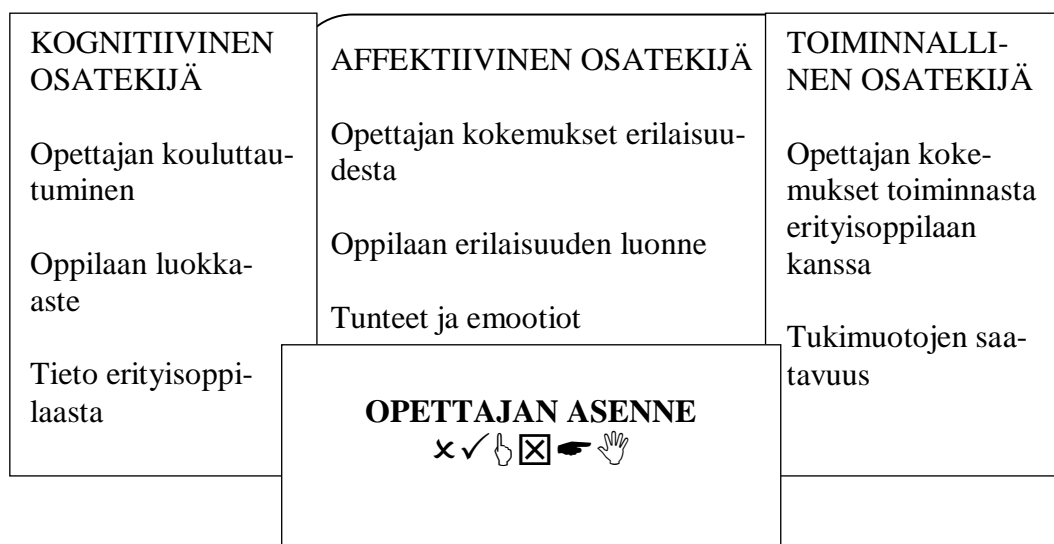 KOGNITIIVINEN
OSATEKIJÄ
Opettajan kouluttau-
tuminen
Oppilaan luokka-
aste
Tieto erityisoppi-
laasta
AFFEKTIIVINEN OSATEKIJÄ
Opettajan kokemukset erilaisuu-
desta
Oppilaan erilaisuuden luonne
Tunteet ja emootiot
TOIMINNALLI-
NEN OSATEKIJÄ
Opettajan koke-
mukset toiminnasta
erityisoppilaan
kanssa
Tukimuotojen saa-
tavuus
OPETTAJAN ASENNE